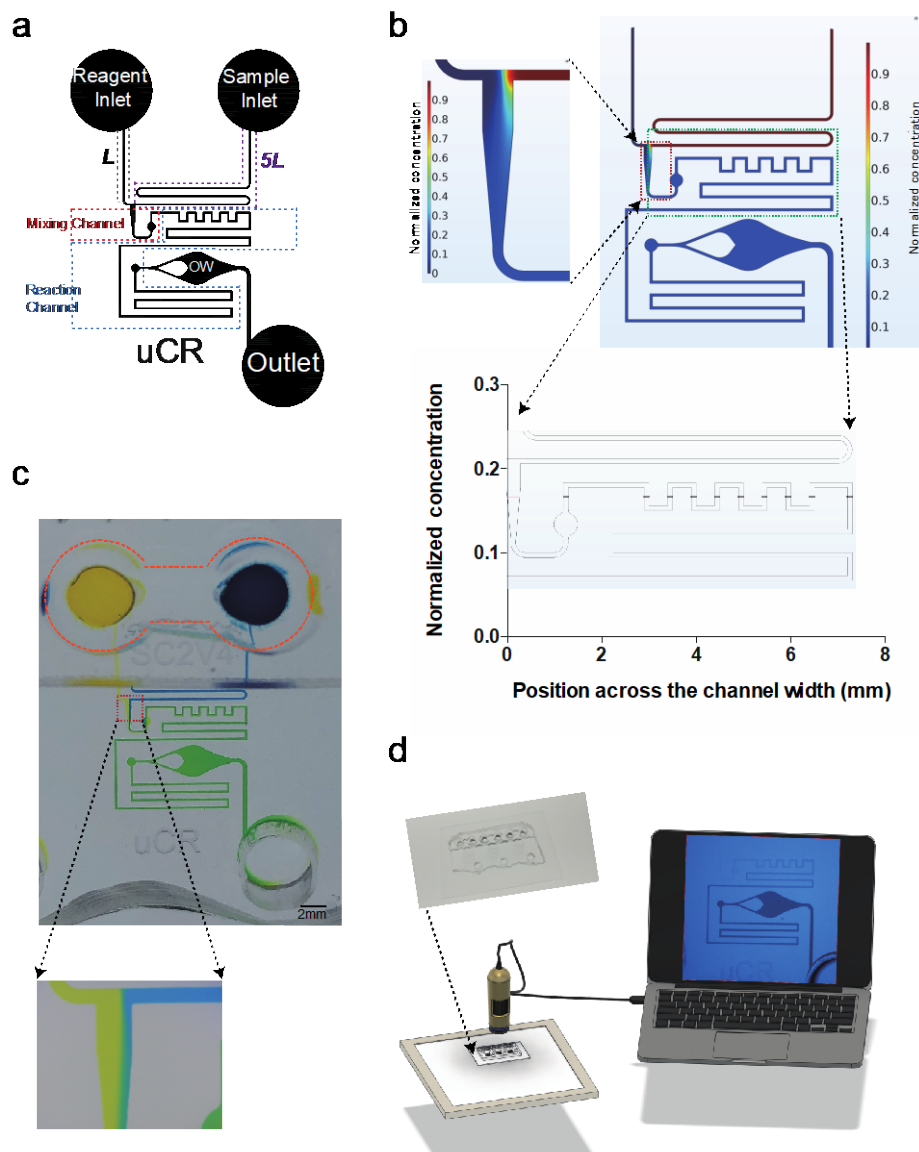 a
Reagent
Inlet
Sample
Inlet
L
5L
Mixing Channel
OW
Reaction
Channel
uCR
Outlet
b
Normalized concentration
0.9
0.8
0.7
0.6
0.5
0.4
0.3
0.2
0.1
0
Normalized concentration
0.9
0.8
0.7
0.6
0.5
0.4
0.3
0.2
0.1
Normalized concentration
0.3
0.2
0.1
0.0
0
2
4
6
8
Position across the channel width (mm)
c
SC2V4
uCR
2mm
d
uCR